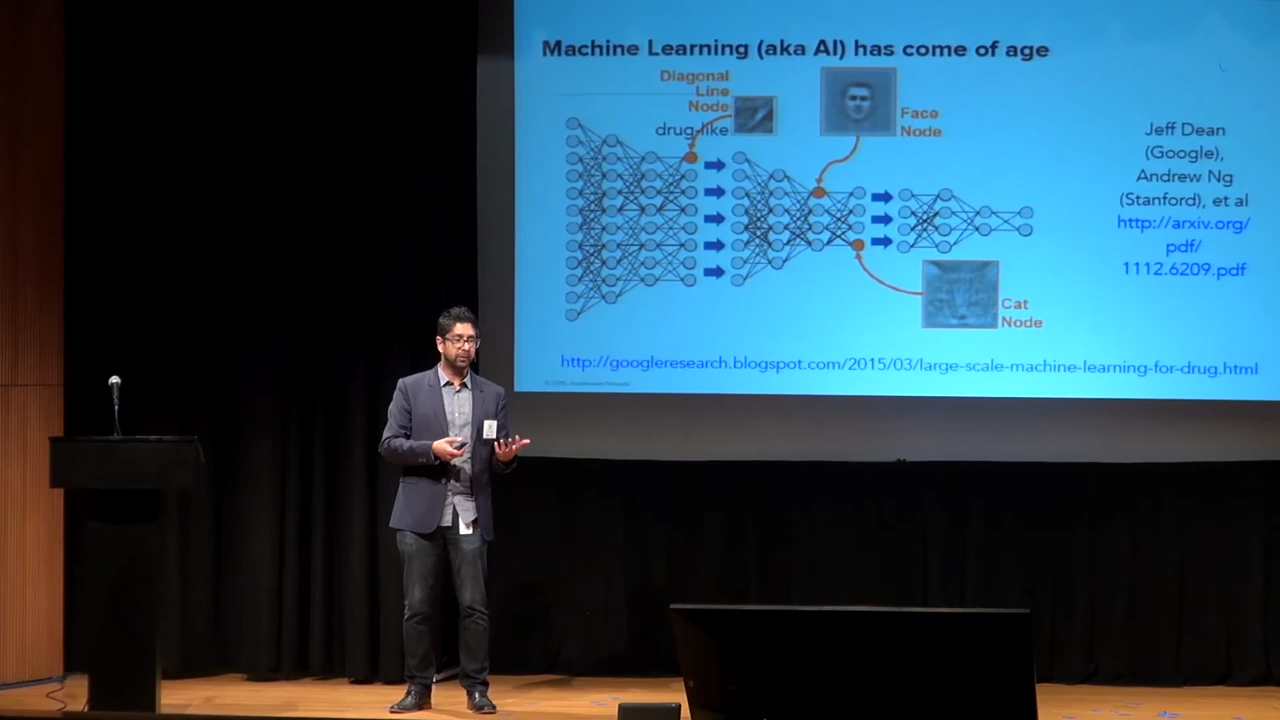 Machine Learning (aka AI) has come of age
Diagonal
Line
Node
drug-like
Face
Node
Cat
Node
Jeff Dean
(Google),
Andrew Ng
(Stanford), et al
http://arxiv.org/
pdf/
1112.6209.pdf
http://googleresearch.blogspot.com/2015/03/large-scale-machine-learning-for-drug.html